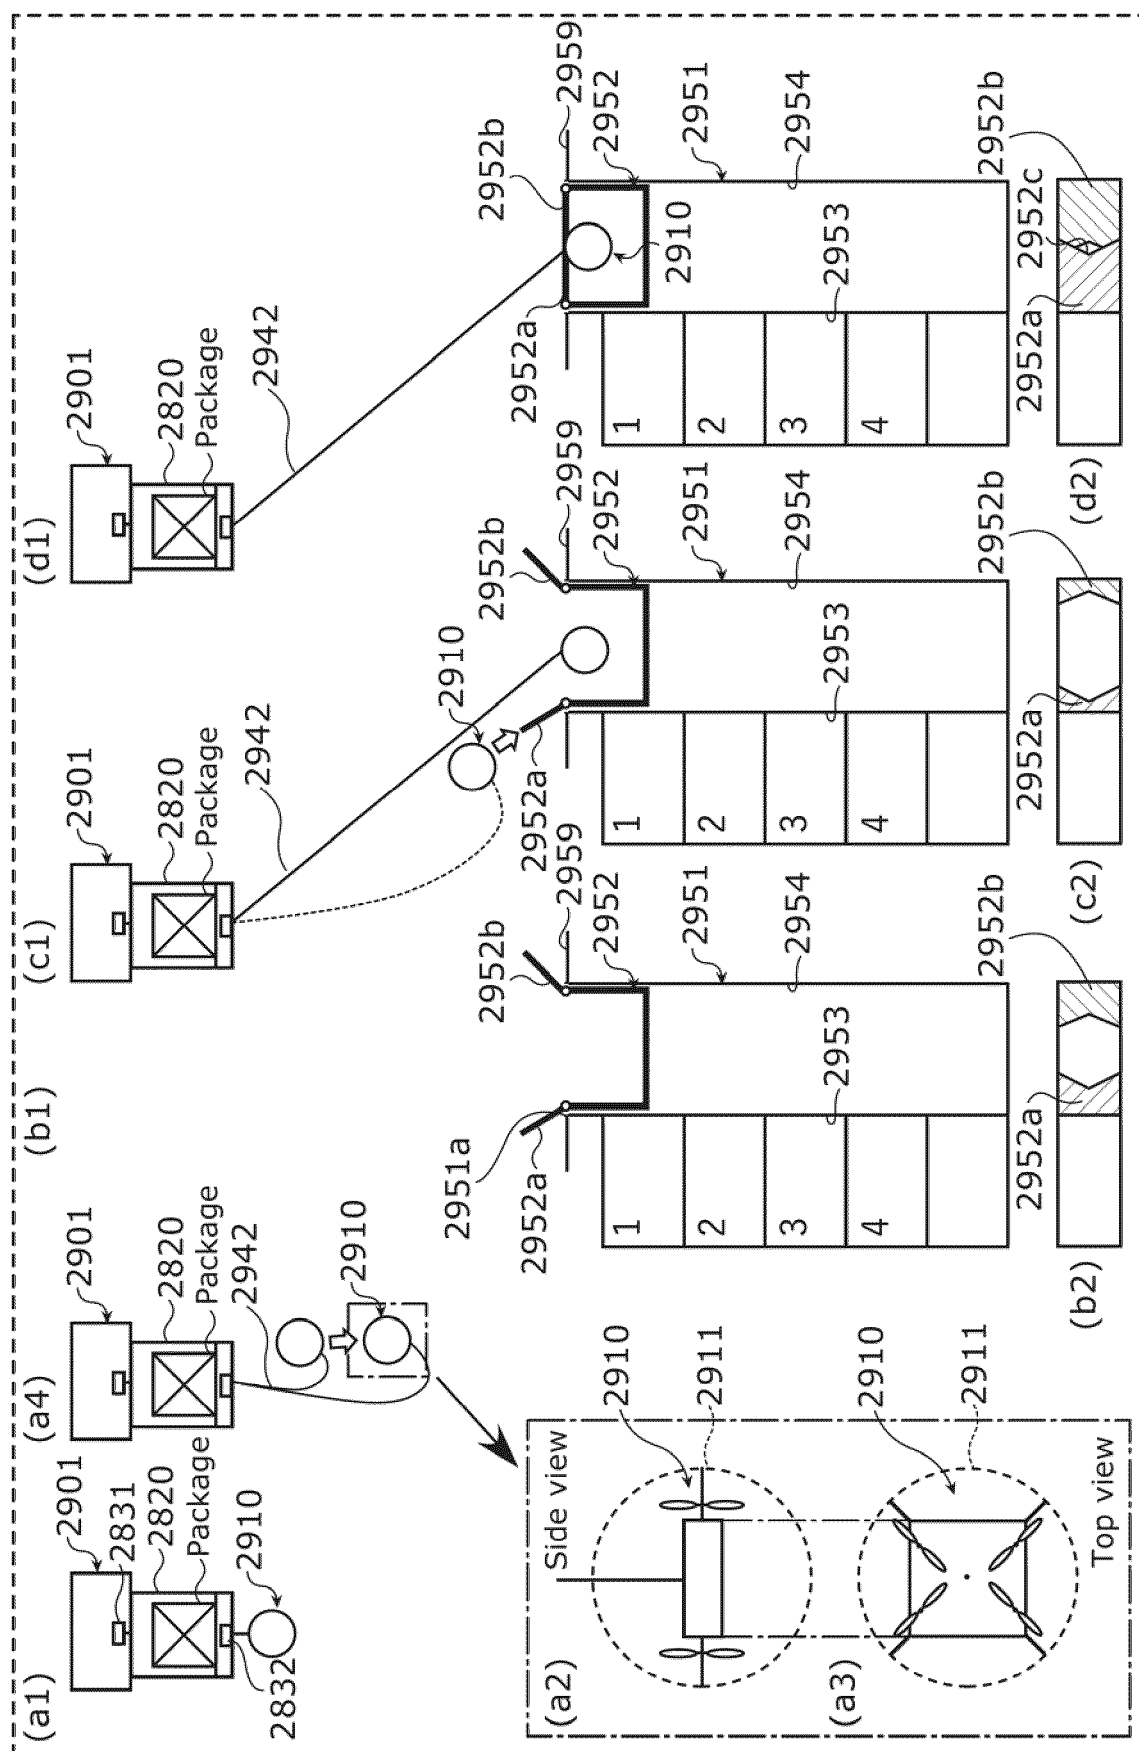 (a1)
2901
2831
2820
Package
2910
2832
(a4)
2901
2820
Package
2942
2910
(a2)
Side view
2910
2911
(a3)
2910
2911
Top view
(b1)
2951a
2952a
2952b
2959
2952
2951
2954
2953
1
2
3
4
(b2)
2952a
2952b
(c1)
2901
2820
Package
2942
2910
2952a
2952b
2959
2952
2951
2954
2953
1
2
3
4
(c2)
2952a
2952b
(d1)
2901
2820
Package
2942
2952a
2952b
2959
2952
2910
2951
2954
2953
1
2
3
4
(d2)
2952a
2952c
2952b